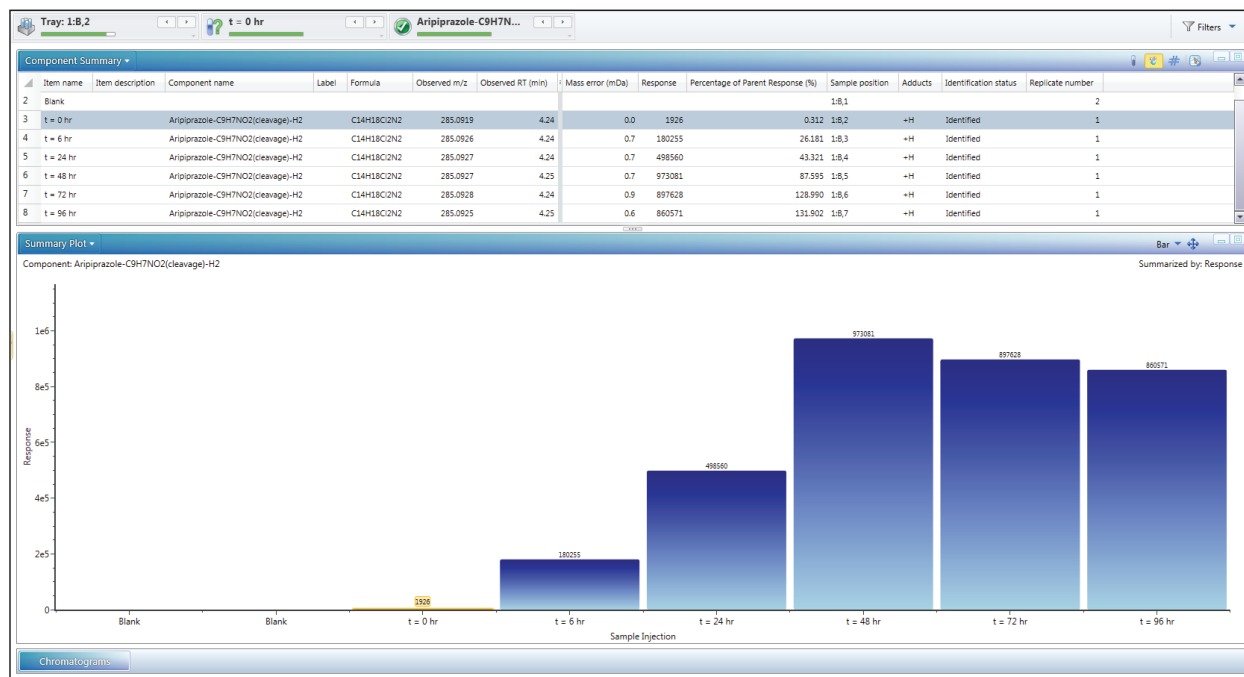 Tray: 1:B,2 t = 0 hr Aripiprazole-C9H7N... Filters
Component Summary
Item name Item description Component name Label Formula Observed m/z Observed RT (min) Mass error (mDa) Response Percentage of Parent Response (%) Sample position Adducts Identification status Replicate number
2 Blank 1:B,1 2
3 t = 0 hr Aripiprazole-C9H7NO2(cleavage)-H2 C14H18Cl2N2 285.0919 4.24 0.0 1926 0.312 1:B,2 +H Identified 1
4 t = 6 hr Aripiprazole-C9H7NO2(cleavage)-H2 C14H18Cl2N2 285.0926 4.24 0.7 180255 26.181 1:B,3 +H Identified 1
5 t = 24 hr Aripiprazole-C9H7NO2(cleavage)-H2 C14H18Cl2N2 285.0927 4.24 0.7 498560 43.321 1:B,4 +H Identified 1
6 t = 48 hr Aripiprazole-C9H7NO2(cleavage)-H2 C14H18Cl2N2 285.0927 4.25 0.7 973081 87.595 1:B,5 +H Identified 1
7 t = 72 hr Aripiprazole-C9H7NO2(cleavage)-H2 C14H18Cl2N2 285.0928 4.24 0.9 897628 128.990 1:B,6 +H Identified 1
8 t = 96 hr Aripiprazole-C9H7NO2(cleavage)-H2 C14H18Cl2N2 285.0925 4.25 0.6 860571 131.902 1:B,7 +H Identified 1
Summary Plot Bar
Component: Aripiprazole-C9H7NO2(cleavage)-H2 Summarized by: Response
1e6
8e5
6e5
4e5
2e5
0
Response
1926
180255
498560
973081
897628
860571
Blank Blank t = 0 hr t = 6 hr t = 24 hr t = 48 hr t = 72 hr t = 96 hr
Sample Injection
Chromatograms